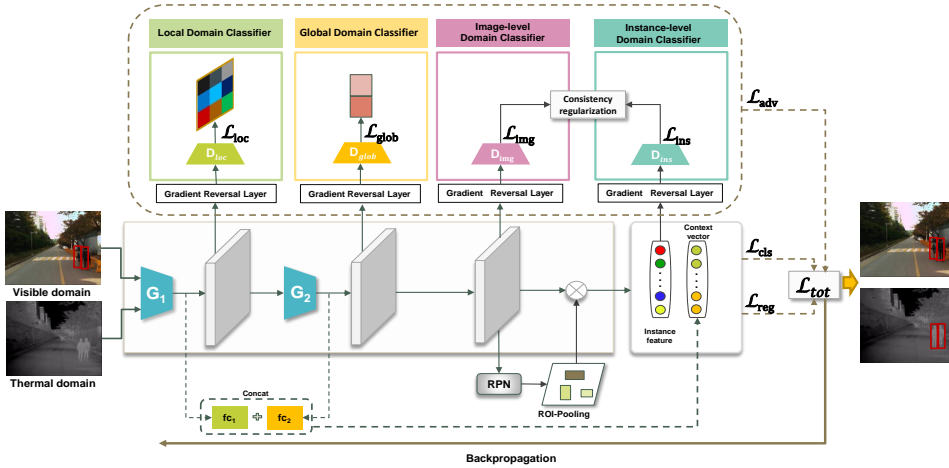 Local Domain Classifier
Global Domain Classifier
Image-level
Domain Classifier
Instance-level
Domain Classifier
Consistency
regularization
ℒadv
ℒloc
ℒglob
ℒimg
ℒins
Dloc
Dglob
Dimg
Dins
Gradient Reversal Layer
Gradient Reversal Layer
Gradient Reversal Layer
Gradient Reversal Layer
Visible domain
Thermal domain
G1
G2
Context
vector
Instance
feature
ℒcls
ℒreg
ℒtot
RPN
ROI-Pooling
Concat
fc1
+
fc2
Backpropagation